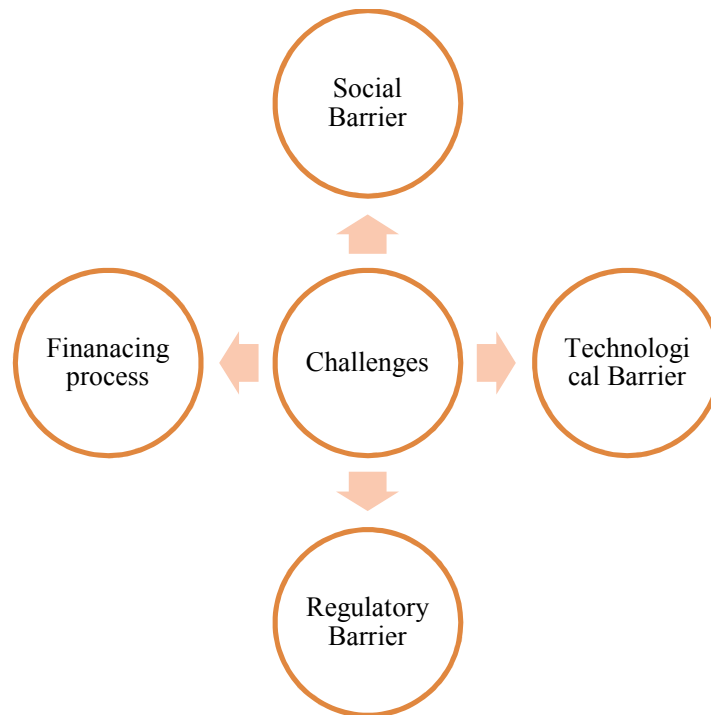 Social
Barrier
Finanacing
process
Challenges
Technologi
cal Barrier
Regulatory
Barrier